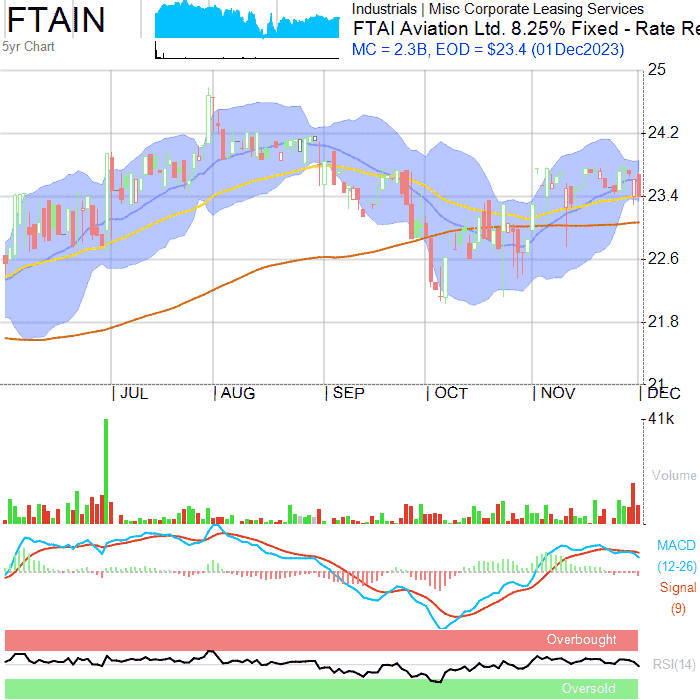 FTAIN
5yr Chart
Industrials | Misc Corporate Leasing Services
FTAI Aviation Ltd. 8.25% Fixed - Rate Re
MC = 2.3B, EOD = $23.4 (01Dec2023)
25
24.2
23.4
22.6
21.8
21
JUL AUG SEP OCT NOV DEC
41k
Volume
MACD
(12-26)
Signal
(9)
Overbought
RSI(14)
Oversold